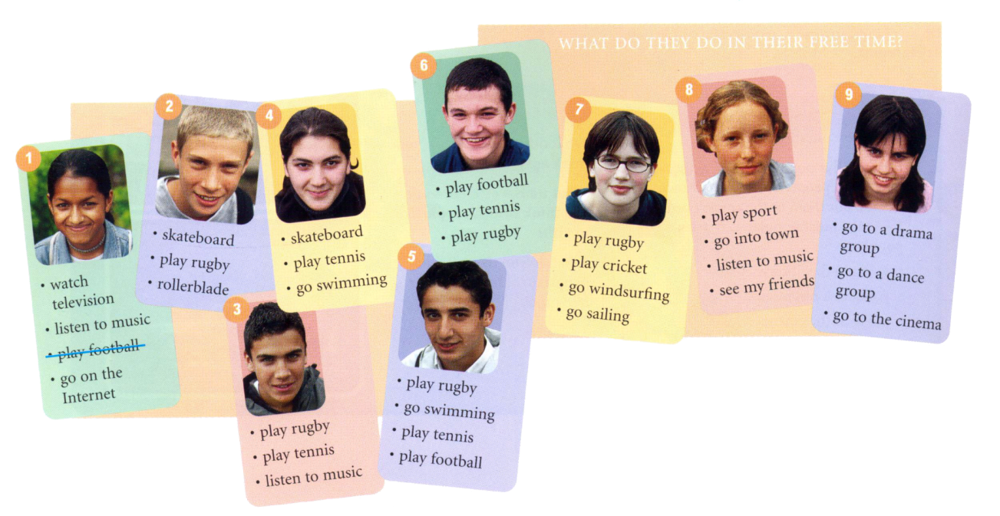 WHAT DO THEY DO IN THEIR FREE TIME?
1
• watch
television
• listen to music
• play football
• go on the
Internet
2
• skateboard
• play rugby
• rollerblade
3
• play rugby
• play tennis
• listen to music
4
• skateboard
• play tennis
• go swimming
5
• play rugby
• go swimming
• play tennis
• play football
6
• play football
• play tennis
• play rugby
7
• play rugby
• play cricket
• go windsurfing
• go sailing
8
• play sport
• go into town
• listen to music
• see my friends
9
• go to a drama
group
• go to a dance
group
• go to the cinema